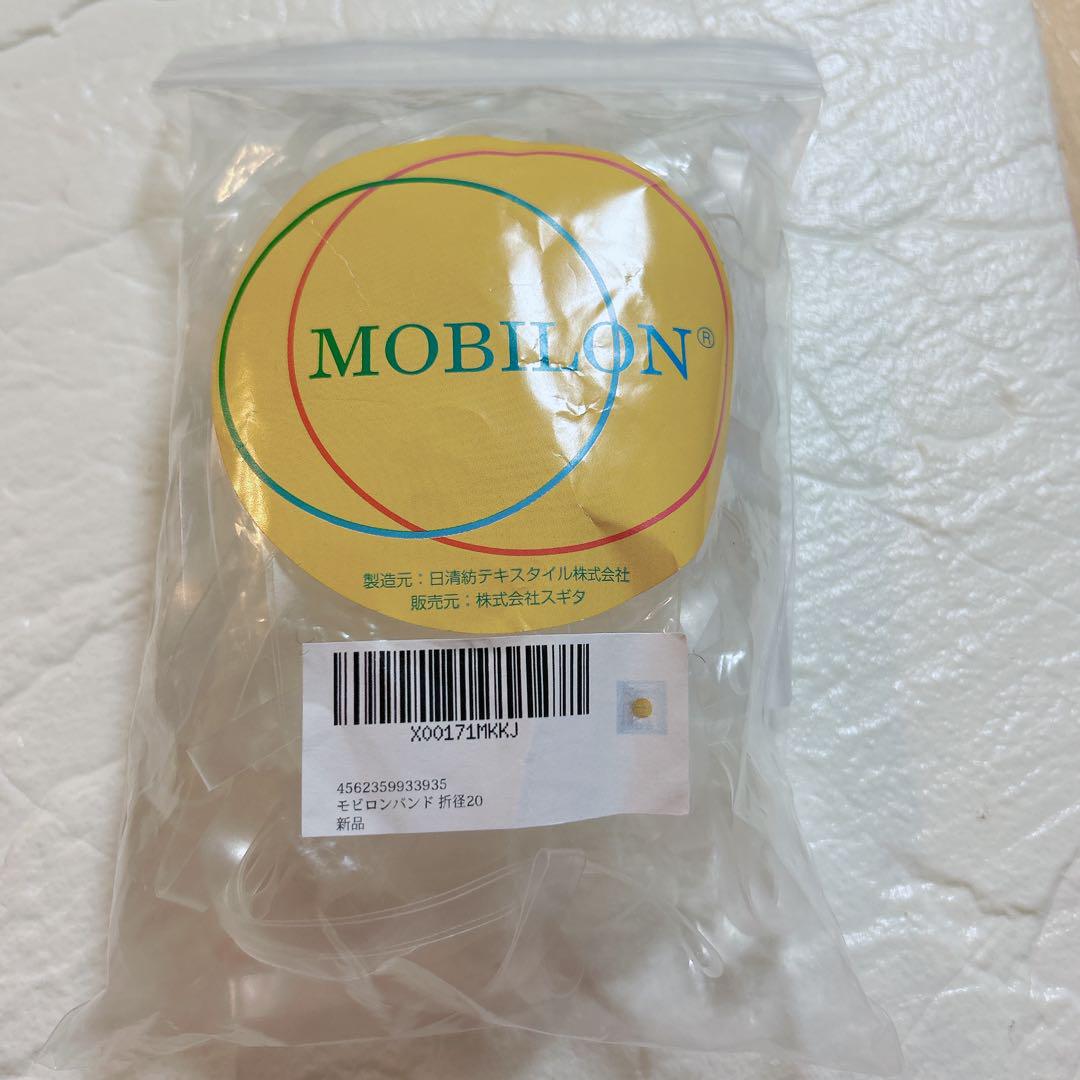 MOBILON®
製造元：日清紡テキスタイル株式会社
販売元：株式会社スギタ
X00171MKKJ
4562359933935
モビロンバンド 折径20
新品